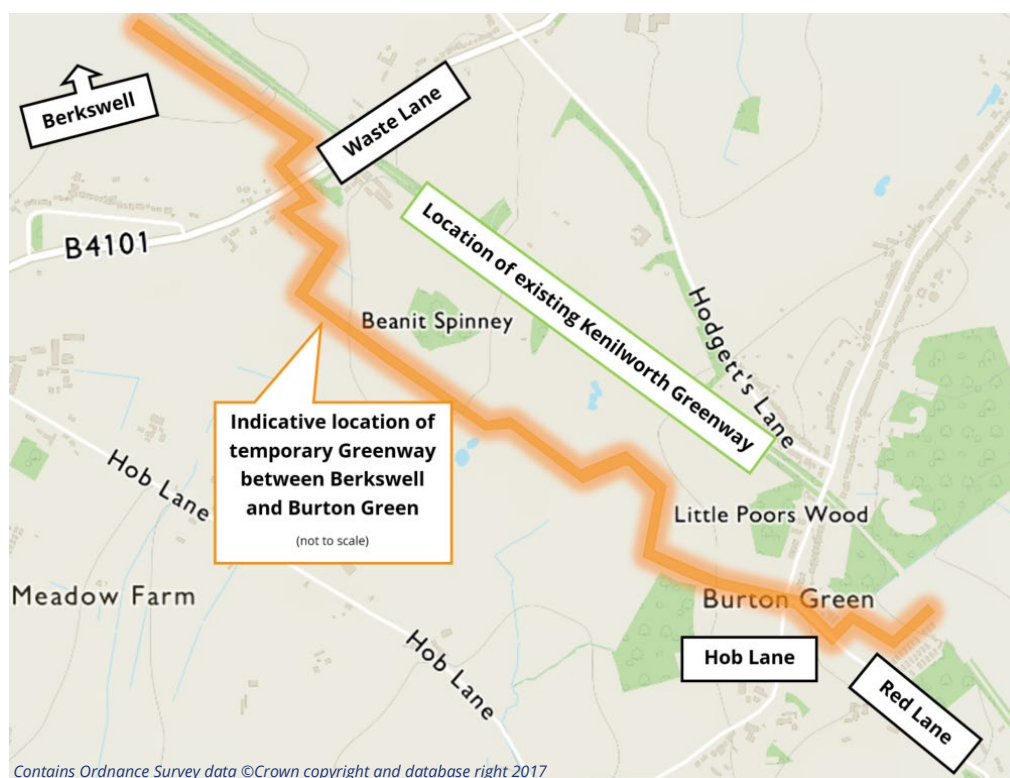 Berkswell
Waste Lane
B4101
Location of existing Kenilworth Greenway
Hodgett's Lane
Beanit Spinney
Indicative location of
temporary Greenway
between Berkswell
and Burton Green
(not to scale)
Hob Lane
Little Poors Wood
Meadow Farm
Burton Green
Hob Lane
Hob Lane
Red Lane
Contains Ordnance Survey data ©Crown copyright and database right 2017